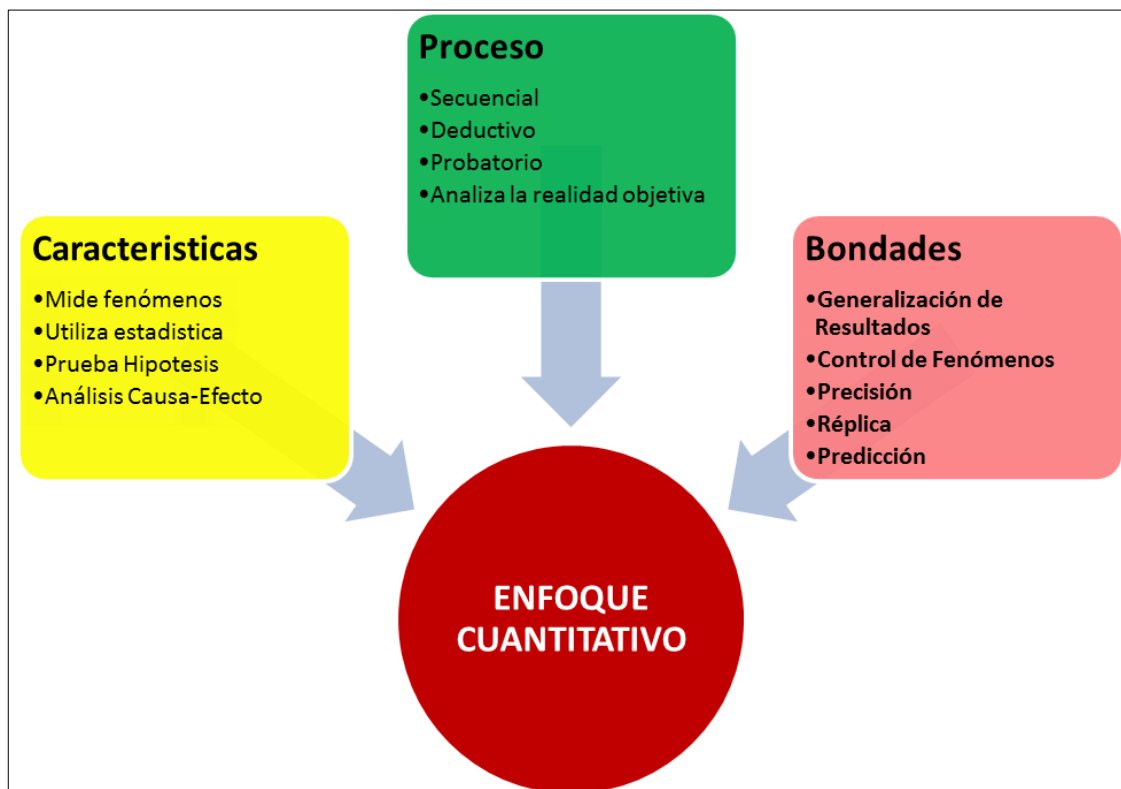 Proceso
•Secuencial
•Deductivo
•Probatorio
•Analiza la realidad objetiva
Caracteristicas
•Mide fenómenos
•Utiliza estadistica
•Prueba Hipotesis
•Análisis Causa-Efecto
Bondades
•Generalización de
Resultados
•Control de Fenómenos
•Precisión
•Réplica
•Predicción
ENFOQUE
CUANTITATIVO